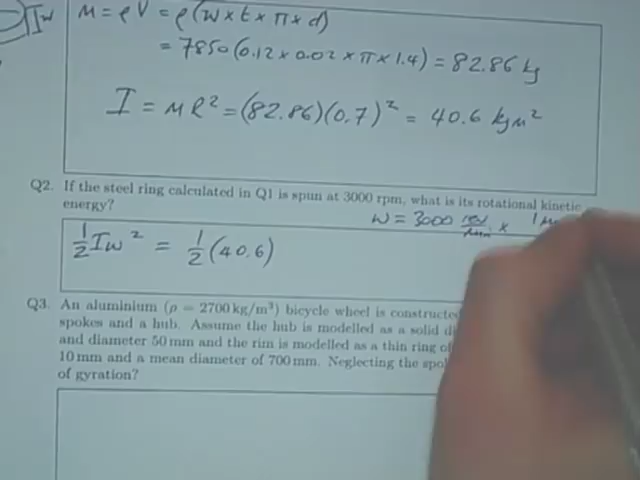 Iw M = ρV = ρ(w × t × π × d)
= 7850(0.12 × 0.02 × π × 1.4) = 82.86 kg
I = MR² = (82.86)(0.7)² = 40.6 kgm²
Q2. If the steel ring calculated in Q1 is spun at 3000 rpm, what is its rotational kinetic
energy?
w = 3000 rev/min × 1
½Iw² = ½(40.6)
Q3. An aluminium (ρ = 2700 kg/m³) bicycle wheel is constructed
spokes and a hub. Assume the hub is modelled as a solid
and diameter 50 mm and the rim is modelled as a thin ring of
10 mm and a mean diameter of 700 mm. Neglecting the
of gyration?